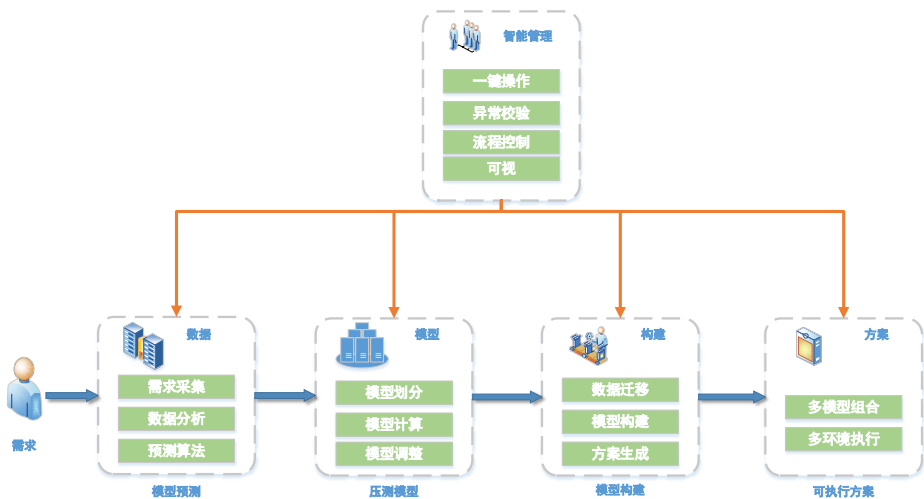 智能管理
一键操作
异常校验
流程控制
可视
数据
需求采集
数据分析
预测算法
模型预测
模型
模型划分
模型计算
模型调整
压测模型
构建
数据迁移
模型构建
方案生成
模型构建
方案
多模型组合
多环境执行
可执行方案
需求